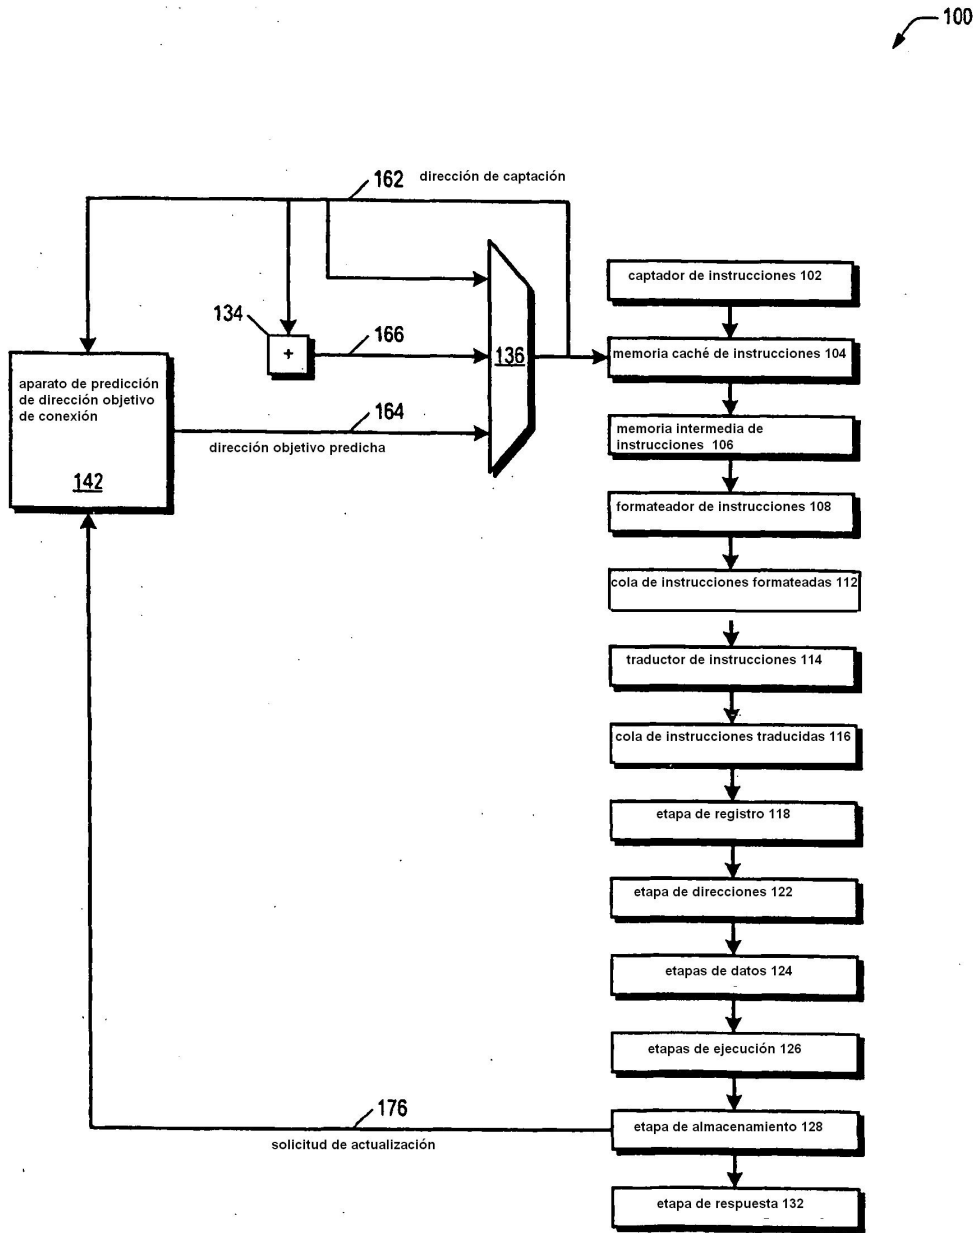 100
162 dirección de captación
captador de instrucciones 102
134
+
166
136
memoria caché de instrucciones 104
aparato de predicción
de dirección objetivo
de conexión
142
164
dirección objetivo predicha
memoria intermedia de
instrucciones 106
formateador de instrucciones 108
cola de instrucciones formateadas 112
traductor de instrucciones 114
cola de instrucciones traducidas 116
etapa de registro 118
etapa de direcciones 122
etapas de datos 124
etapas de ejecución 126
176
solicitud de actualización
etapa de almacenamiento 128
etapa de respuesta 132